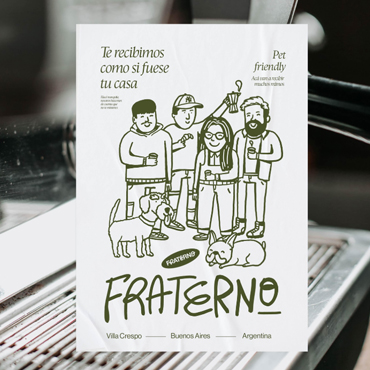 Te recibimos
como si fuese
tu casa
Pet
friendly
FRATERNO
FRATERNO
Villa Crespo
Buenos Aires
Argentina